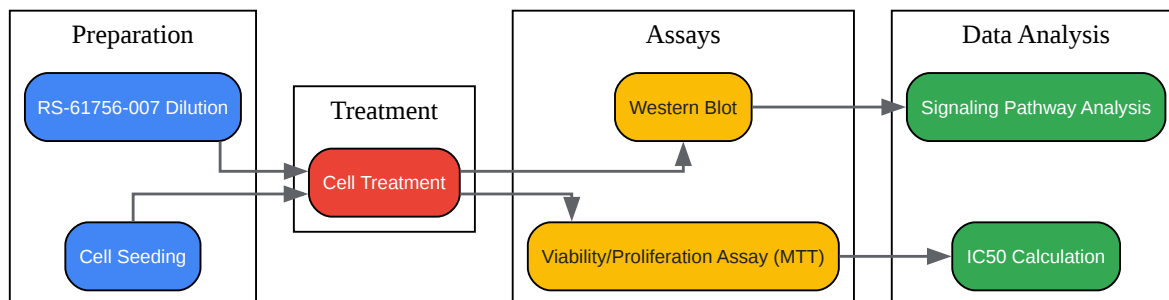 Preparation
RS-61756-007 Dilution
Cell Seeding
Treatment
Cell Treatment
Assays
Western Blot
Viability/Proliferation Assay (MTT)
Data Analysis
Signaling Pathway Analysis
IC50 Calculation